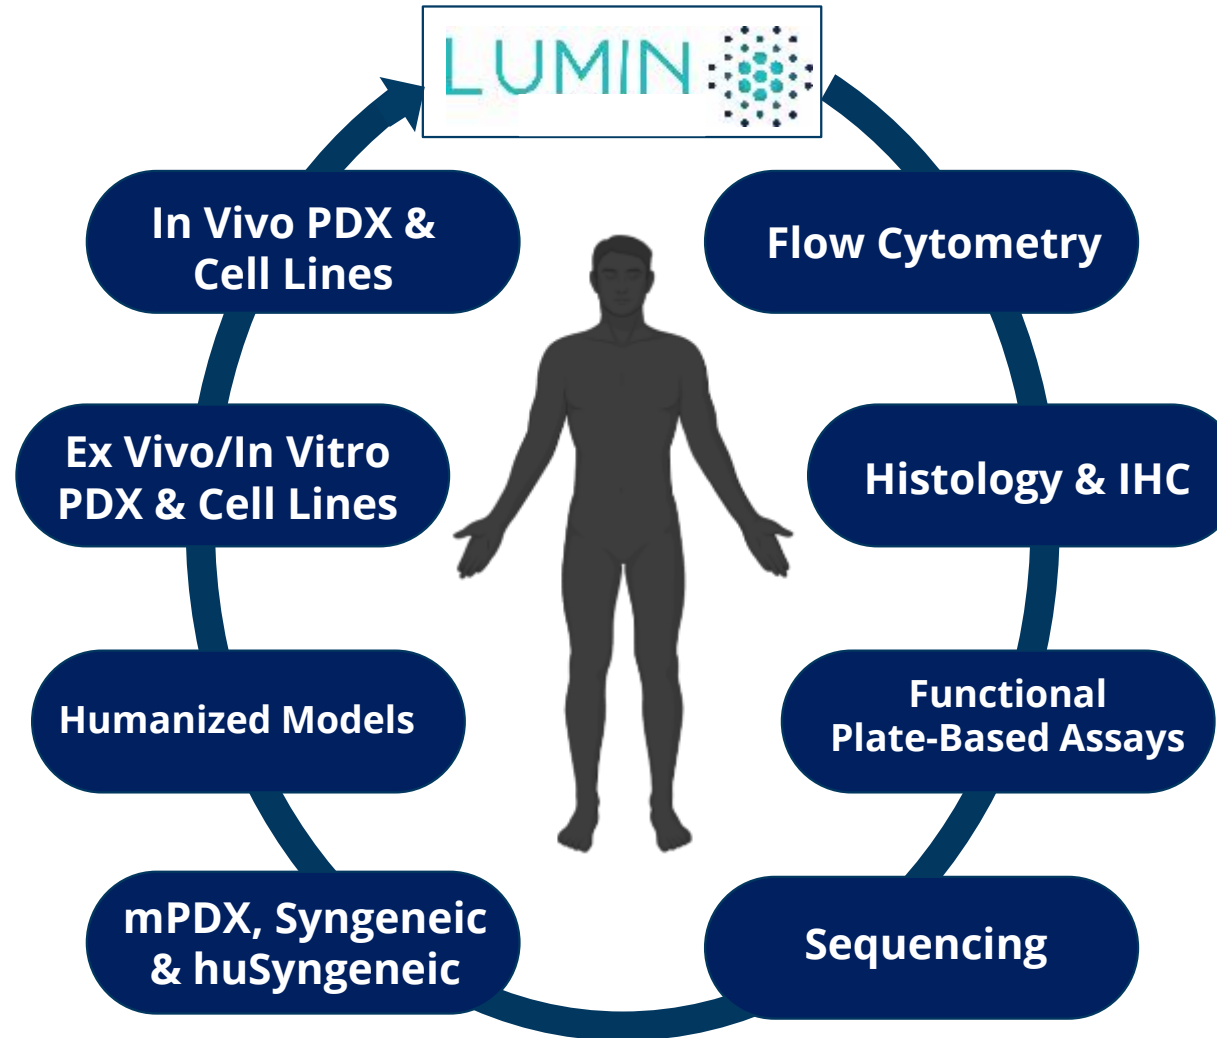 LUMIN
In Vivo PDX &
Cell Lines
Flow Cytometry
Ex Vivo/In Vitro
PDX & Cell Lines
Histology & IHC
Humanized Models
Functional
Plate-Based Assays
mPDX, Syngeneic
& huSyngeneic
Sequencing